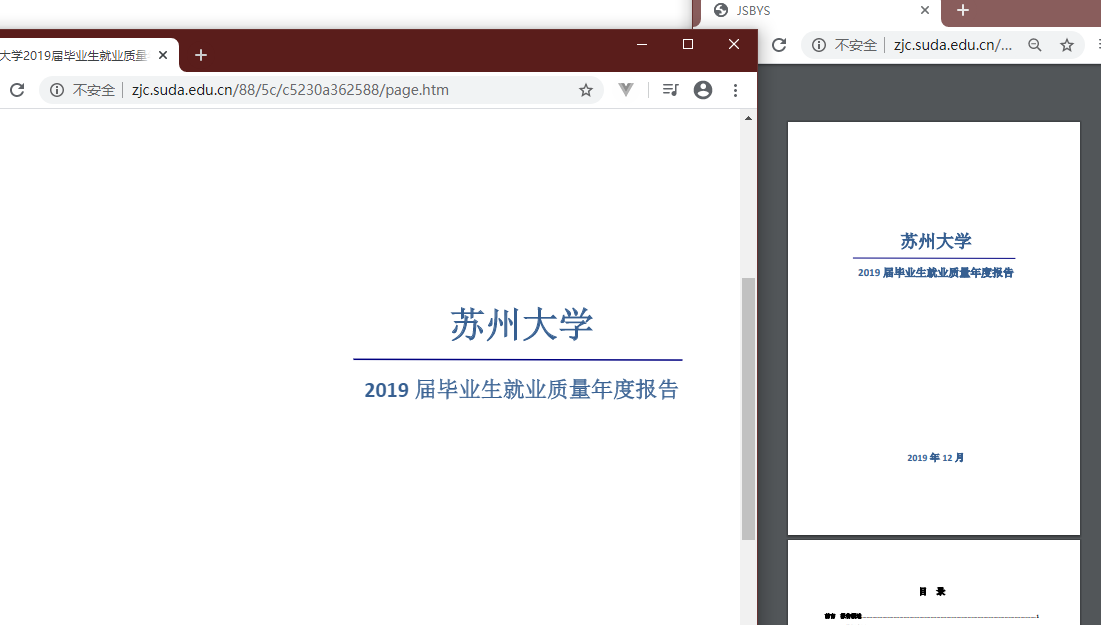 JSBYS
不安全 zjc.suda.edu.cn/...
大学2019届毕业生就业质量
不安全 zjc.suda.edu.cn/88/5c/c5230a362588/page.htm
苏州大学
2019 届毕业生就业质量年度报告
苏州大学
2019 届毕业生就业质量年度报告
2019 年 12 月
目 录